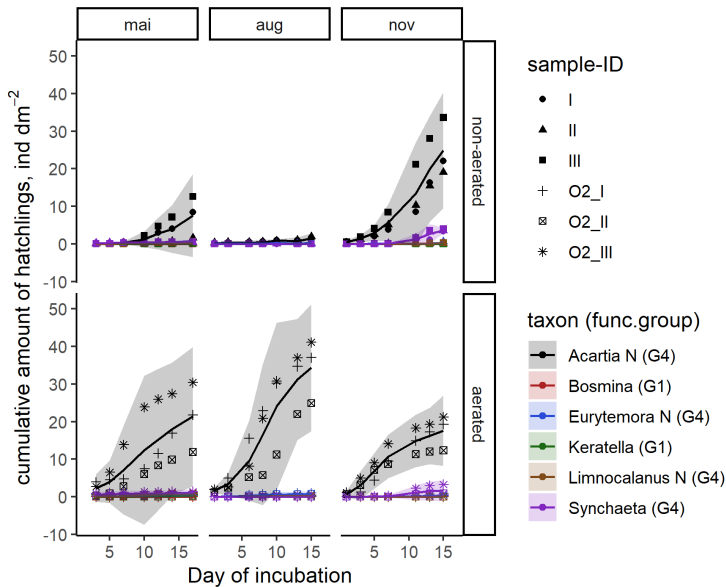 mai
aug
nov
50
40
30
20
10
0
-10
non-aerated
50
40
30
20
10
0
-10
aerated
5
10
15
5
10
15
5
10
15
Day of incubation
cumulative amount of hatchlings, ind dm⁻²
sample-ID
I
II
III
O2_I
O2_II
O2_III
taxon (func.group)
Acartia N (G4)
Bosmina (G1)
Eurytemora N (G4)
Keratella (G1)
Limnocalanus N (G4)
Synchaeta (G4)